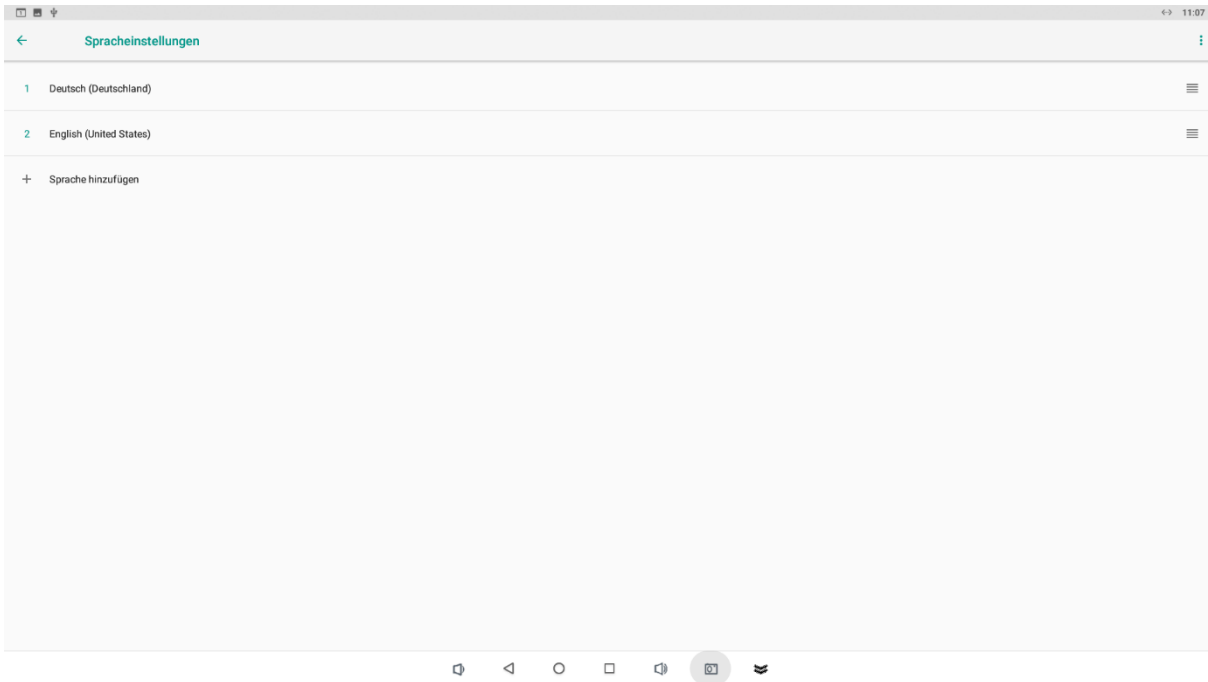 11:07
Spracheinstellungen
1 Deutsch (Deutschland)
2 English (United States)
Sprache hinzufügen